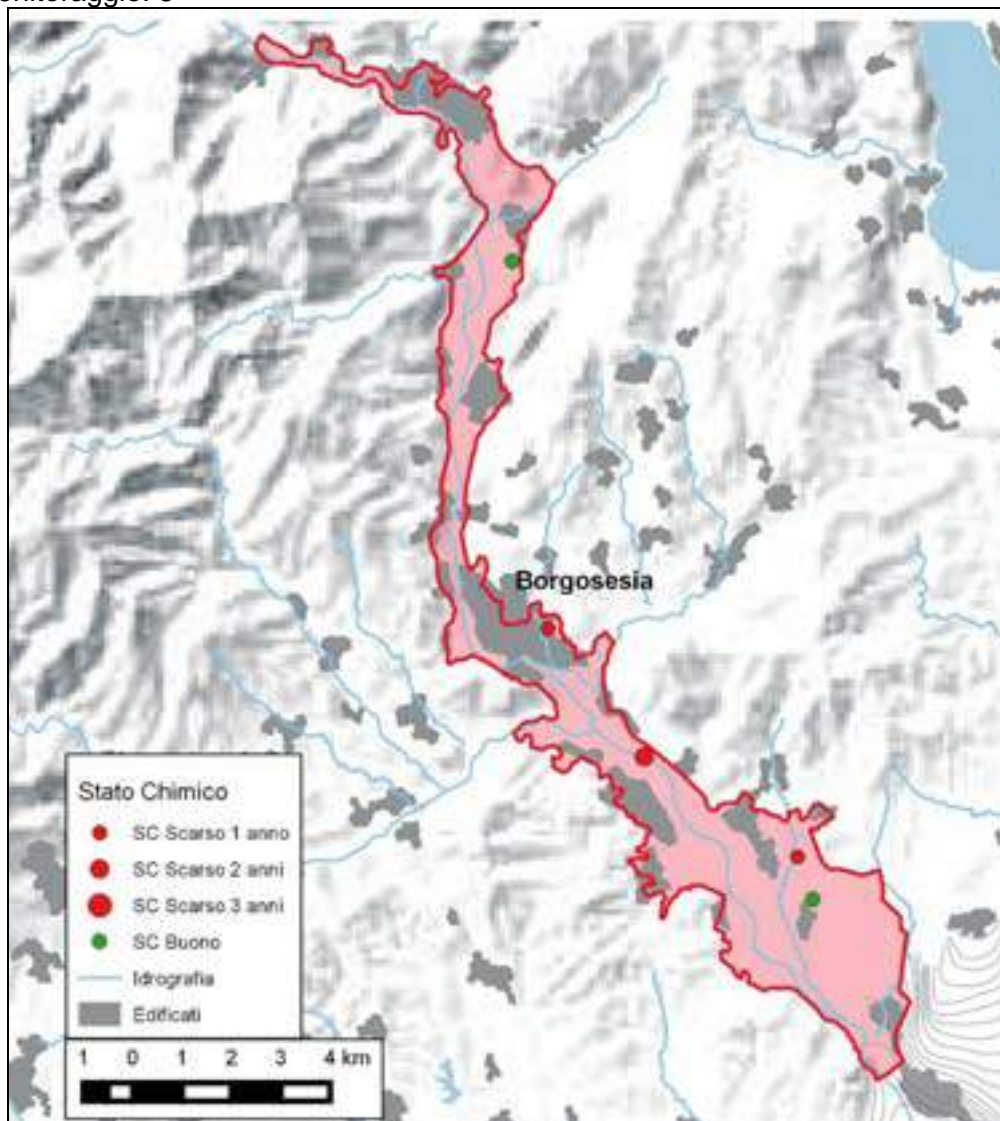 Borgosesia
Stato Chimico
SC Scarso 1 anno
SC Scarso 2 anni
SC Scarso 3 anni
SC Buono
Idrografia
Edificati
1 0 1 2 3 4 km